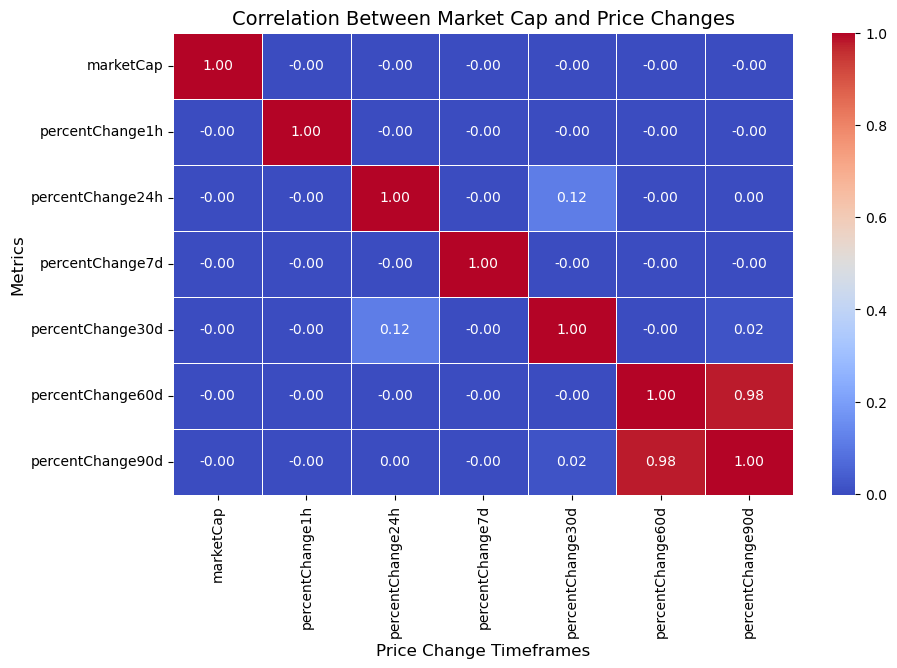 Correlation Between Market Cap and Price Changes
marketCap 1.00 -0.00 -0.00 -0.00 -0.00 -0.00 -0.00
percentChange1h -0.00 1.00 -0.00 -0.00 -0.00 -0.00 -0.00
percentChange24h -0.00 -0.00 1.00 -0.00 0.12 -0.00 0.00
percentChange7d -0.00 -0.00 -0.00 1.00 -0.00 -0.00 -0.00
percentChange30d -0.00 -0.00 0.12 -0.00 1.00 -0.00 0.02
percentChange60d -0.00 -0.00 -0.00 -0.00 -0.00 1.00 0.98
percentChange90d -0.00 -0.00 0.00 -0.00 0.02 0.98 1.00
Metrics
marketCap
percentChange1h
percentChange24h
percentChange7d
percentChange30d
percentChange60d
percentChange90d
Price Change Timeframes
1.0
0.8
0.6
0.4
0.2
0.0